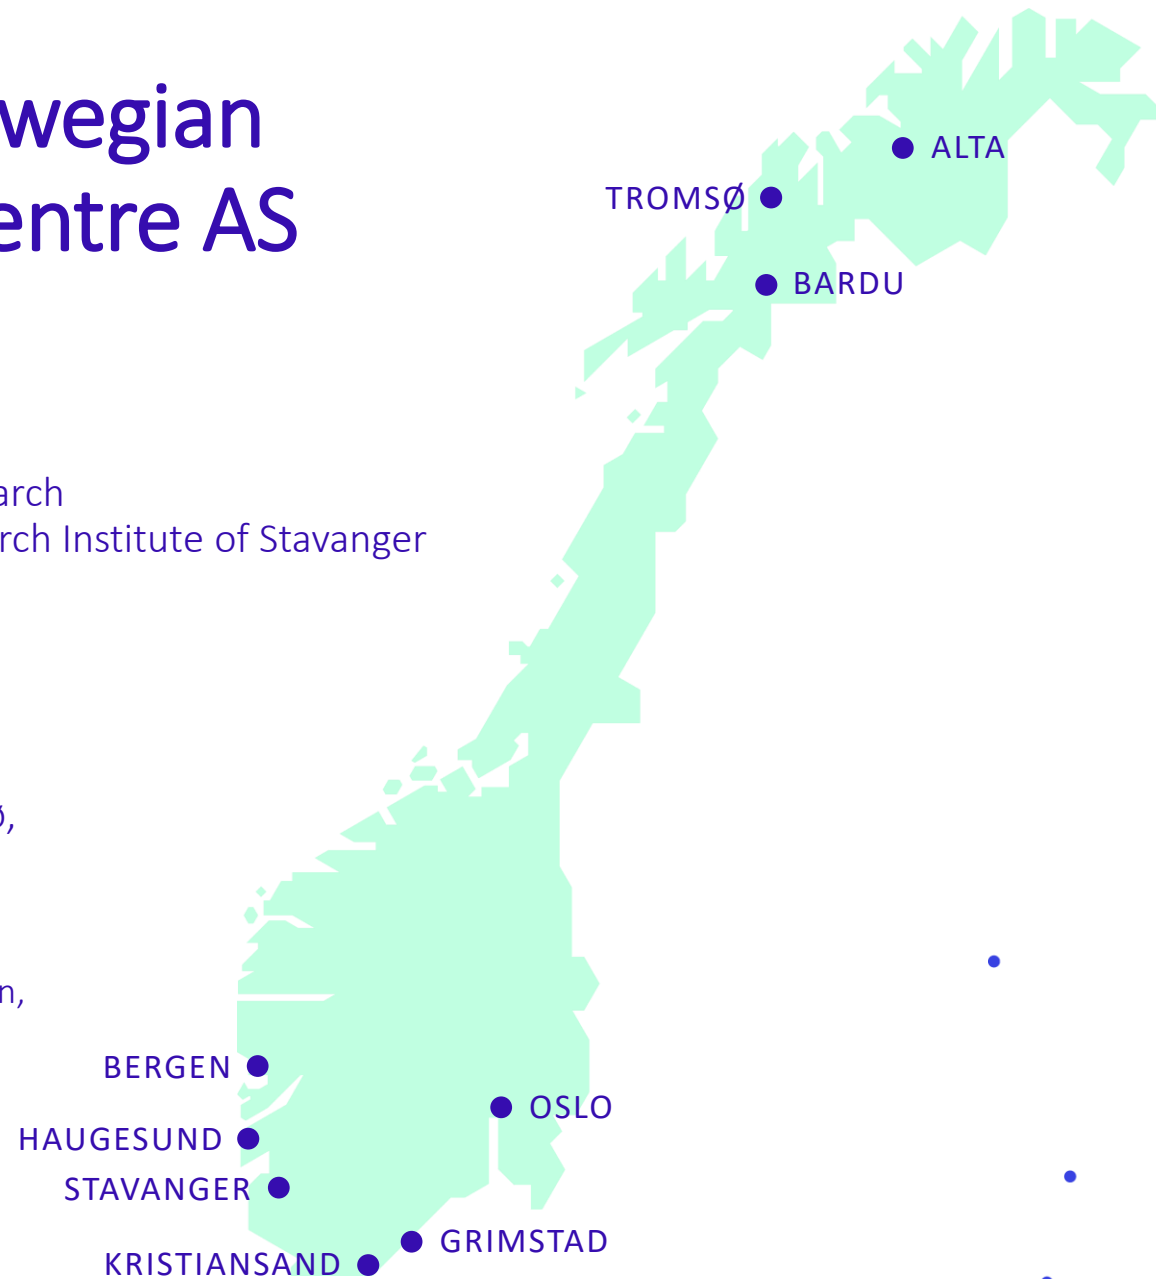 wegian
entre AS
arch
rch Institute of Stavanger
ø,
n,
ALTA
TROMSØ
BARDU
BERGEN
OSLO
HAUGESUND
STAVANGER
GRIMSTAD
KRISTIANSAND